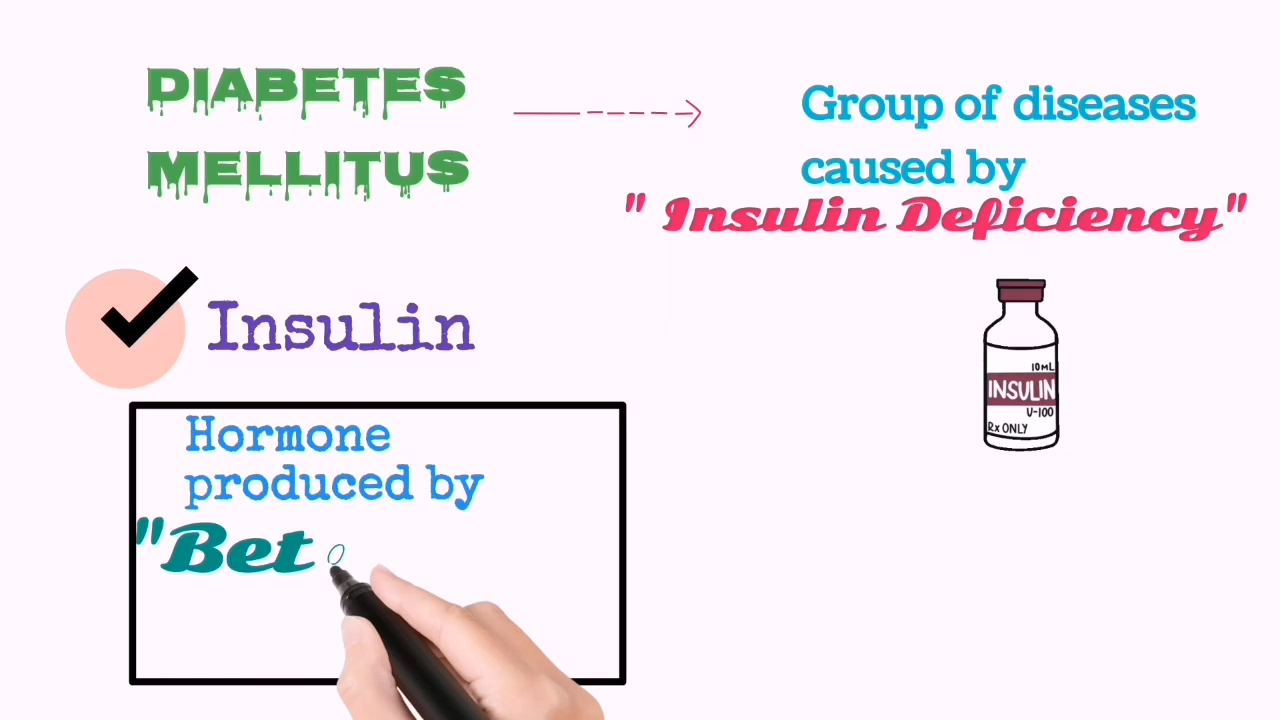 DIABETES
MELLITUS
Group of diseases
caused by
" Insulin Deficiency"
Insulin
10ML
INSULIN
U-100
Rx ONLY
Hormone
produced by
"Bet